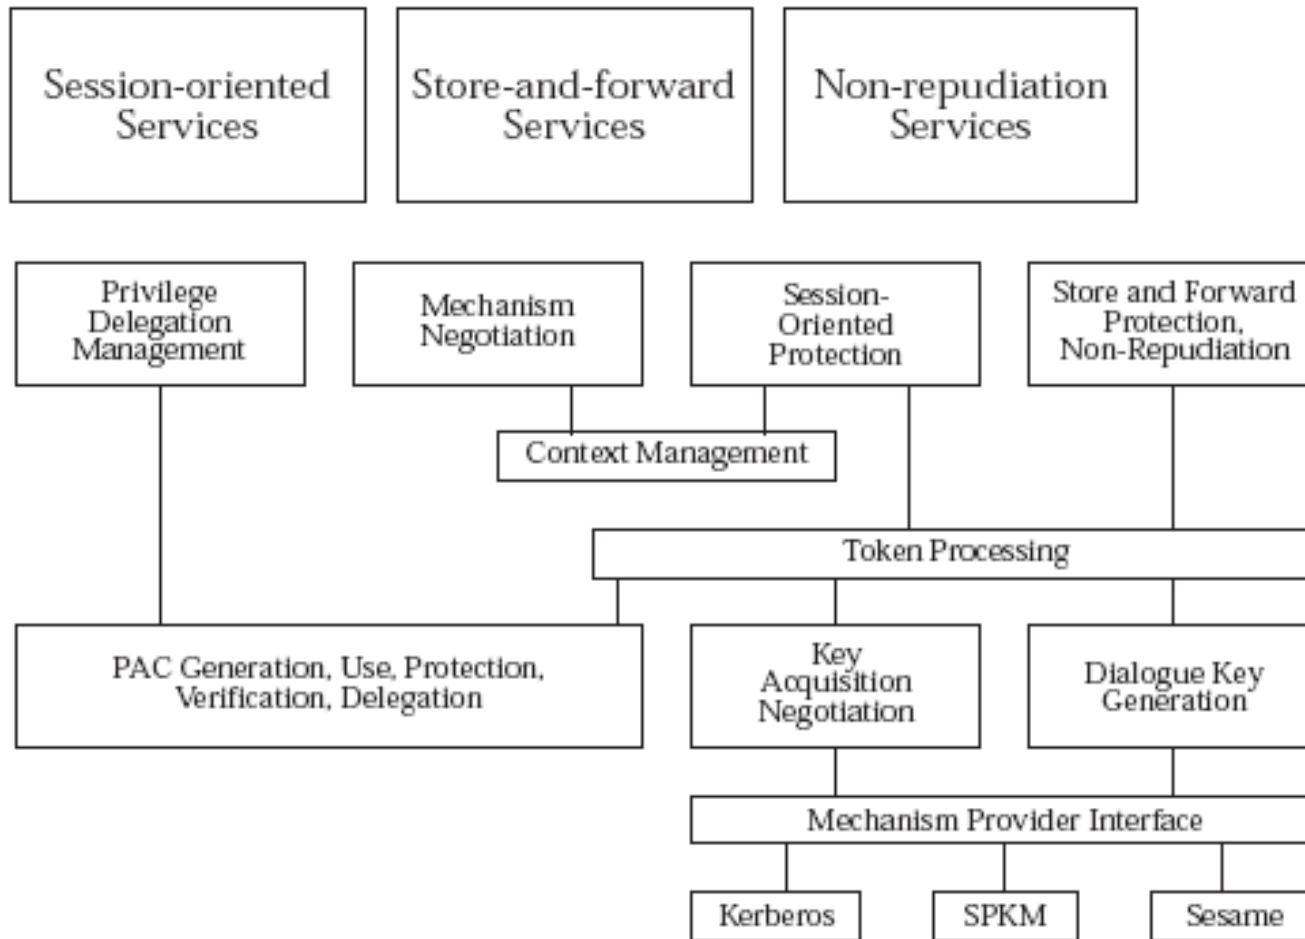 Session-oriented
Services
Store-and-forward
Services
Non-repudiation
Services
Privilege
Delegation
Management
Mechanism
Negotiation
Session-
Oriented
Protection
Store and Forward
Protection,
Non-Repudiation
Context Management
Token Processing
PAC Generation, Use, Protection,
Verification, Delegation
Key
Acquisition
Negotiation
Dialogue Key
Generation
Mechanism Provider Interface
Kerberos
SPKM
Sesame